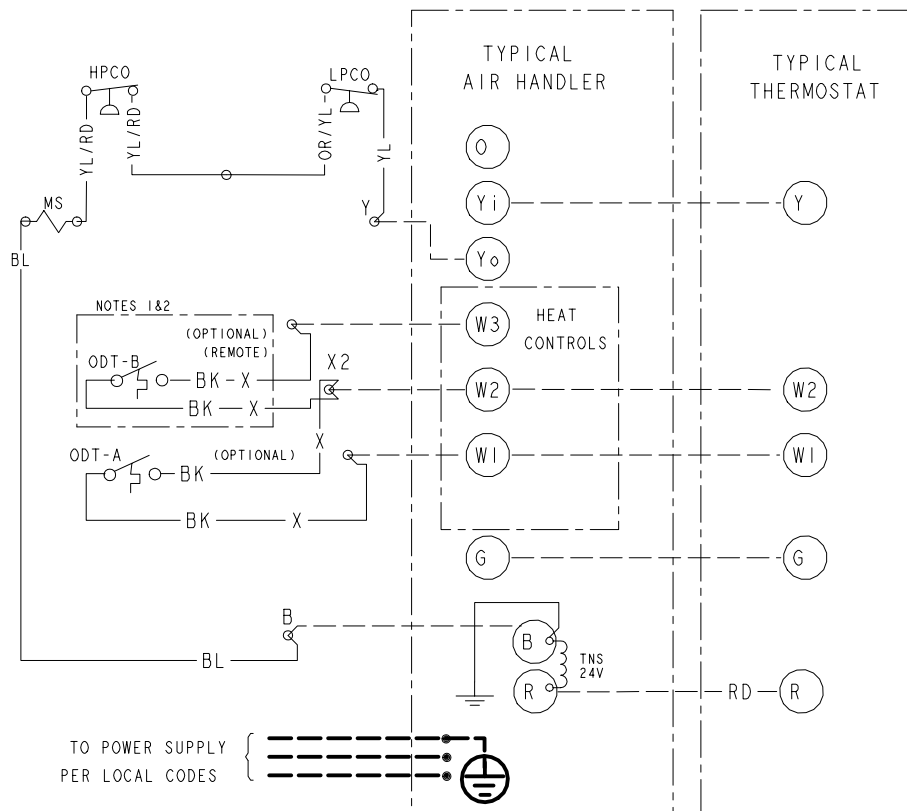 TYPICAL
AIR HANDLER
TYPICAL
THERMOSTAT
HPCO
LPCO
YL/RD
YL/RD
OR/YL
YL
O
MS
Y
Yi
Y
BL
Yo
NOTES 1&2
(OPTIONAL)
(REMOTE)
W3
HEAT
CONTROLS
ODT-B
BK-X
X2
W2
W2
BK-X
X
ODT-A
(OPTIONAL)
W1
W1
BK
BK
X
G
G
B
B
TNS
24V
BL
R
RD
R
TO POWER SUPPLY
PER LOCAL CODES